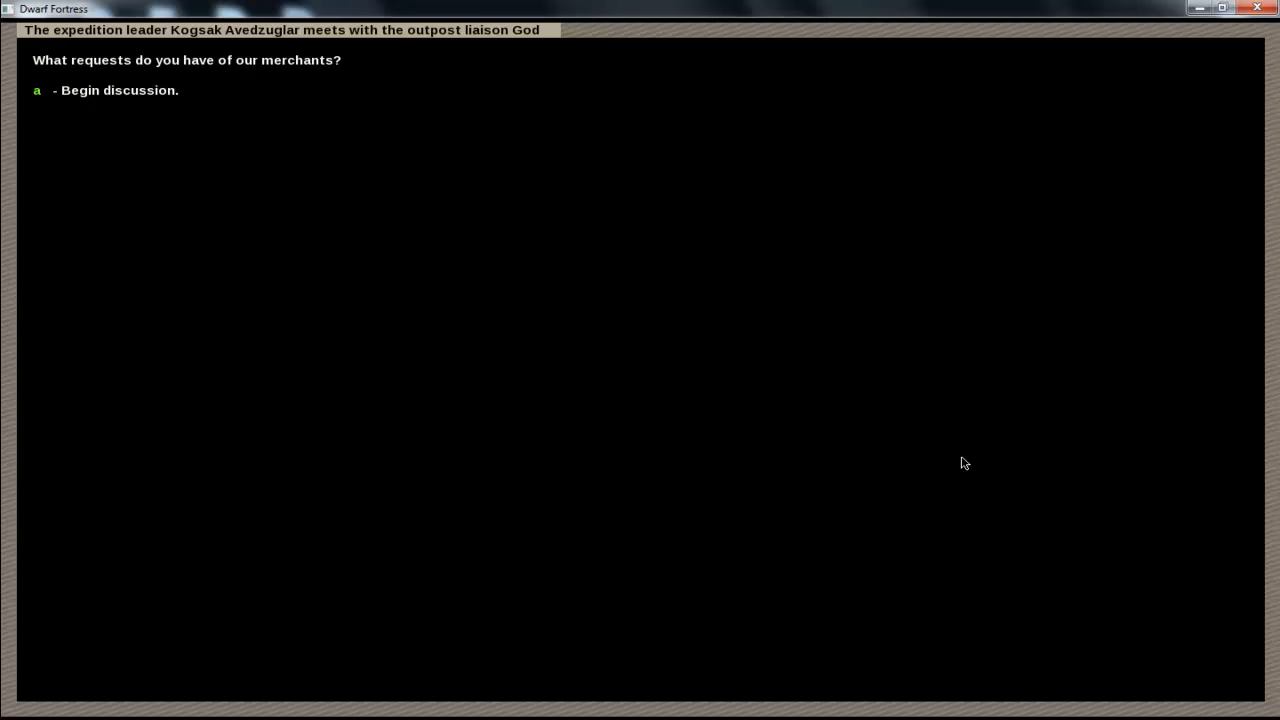 Dwarf Fortress
The expedition leader Kogsak Avedzuglar meets with the outpost liaison God
What requests do you have of our merchants?
a - Begin discussion.